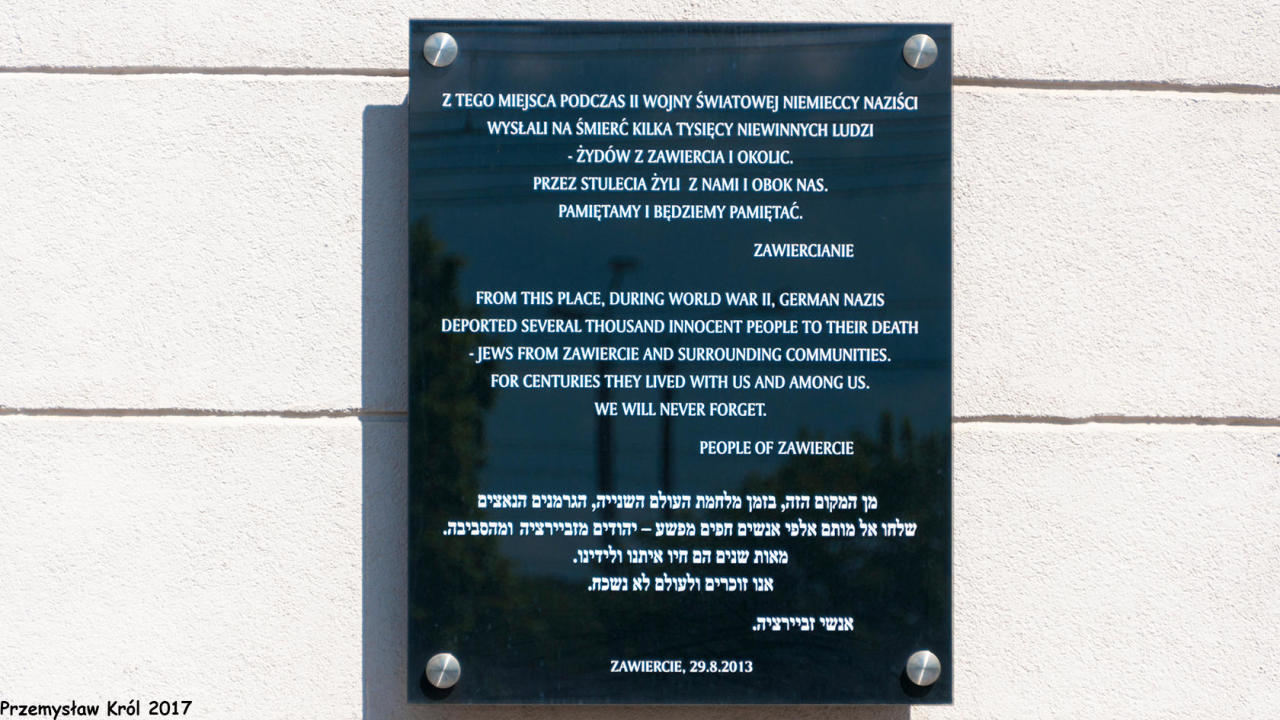 Z TEGO MIEJSCA PODCZAS II WOJNY ŚWIATOWEJ NIEMIECCY NAZIŚCI
WYSŁALI NA ŚMIERĆ KILKA TYSIĘCY NIEWINNYCH LUDZI
- ŻYDÓW Z ZAWIERCIA I OKOLIC.
PRZEZ STULECIA ŻYLI Z NAMI I OBOK NAS.
PAMIĘTAMY I BĘDZIEMY PAMIĘTAĆ.
ZAWIERCIANIE
FROM THIS PLACE, DURING WORLD WAR II, GERMAN NAZIS
DEPORTED SEVERAL THOUSAND INNOCENT PEOPLE TO THEIR DEATH
- JEWS FROM ZAWIERCIE AND SURROUNDING COMMUNITIES.
FOR CENTURIES THEY LIVED WITH US AND AMONG US.
WE WILL NEVER FORGET.
PEOPLE OF ZAWIERCIE
מן המקום הזה, בזמן מלחמת העולם השנייה, הגרמנים הנאצים
שלחו אל מותם אלפי אנשים חפים מפשע – יהודים מזביירציה ומהסביבה.
מאות שנים הם חיו איתנו ולידינו.
אנו זוכרים ולעולם לא נשכח.
אנשי זביירציה.
ZAWIERCIE, 29.8.2013
Przemysław Król 2017